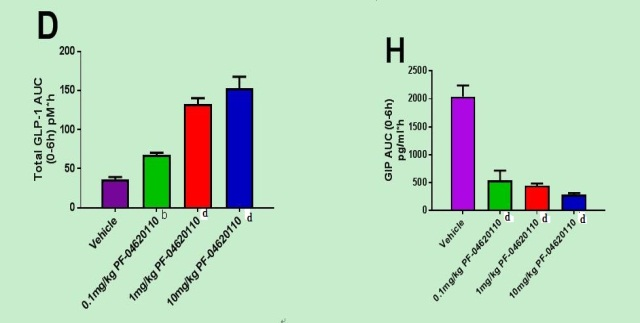 D
Total GLP-1 AUC
(0-6h) pM*h
200
150
100
50
0
Vehicle
0.1mg/kg PF-04620110 b
1mg/kg PF-04620110 d
10mg/kg PF-04620110 d
H
GIP AUC (0-6h)
pg/ml*h
2500
2000
1500
1000
500
0
Vehicle
0.1mg/kg PF-04620110 d
1mg/kg PF-04620110 d
10mg/kg PF-04620110 d